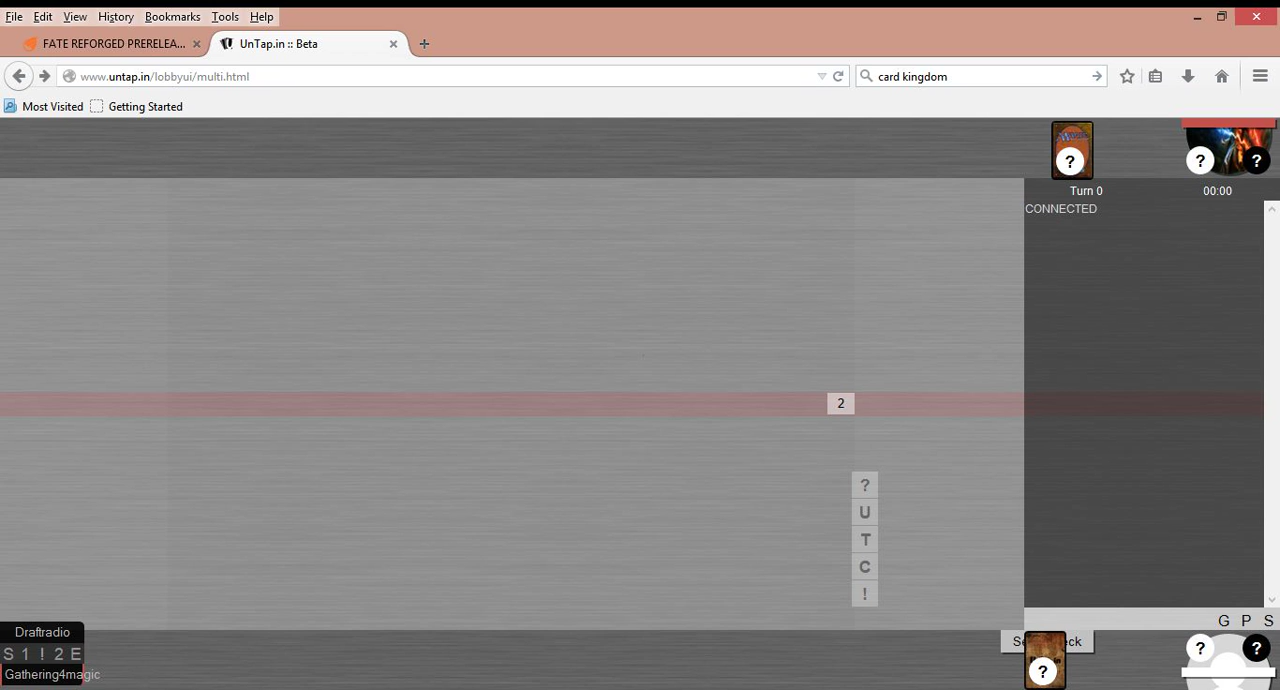 File Edit View History Bookmarks Tools Help
FATE REFORGED PRERELEA... UnTap.in :: Beta
www.untap.in/lobbyui/multi.html card kingdom
Most Visited Getting Started
? ? ?
Turn 0 00:00
CONNECTED
2
?
U
T
C
!
G P S
Draftradio
S 1 ! 2 E
Gathering4magic
? ? ?